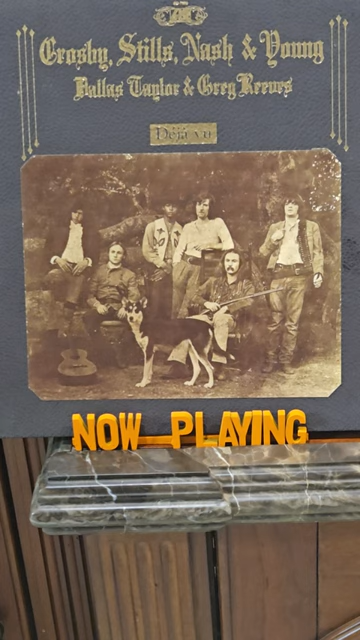 Crosby, Stills, Nash & Young
Dallas Taylor & Greg Reeves
Déjà vu
NOW PLAYING